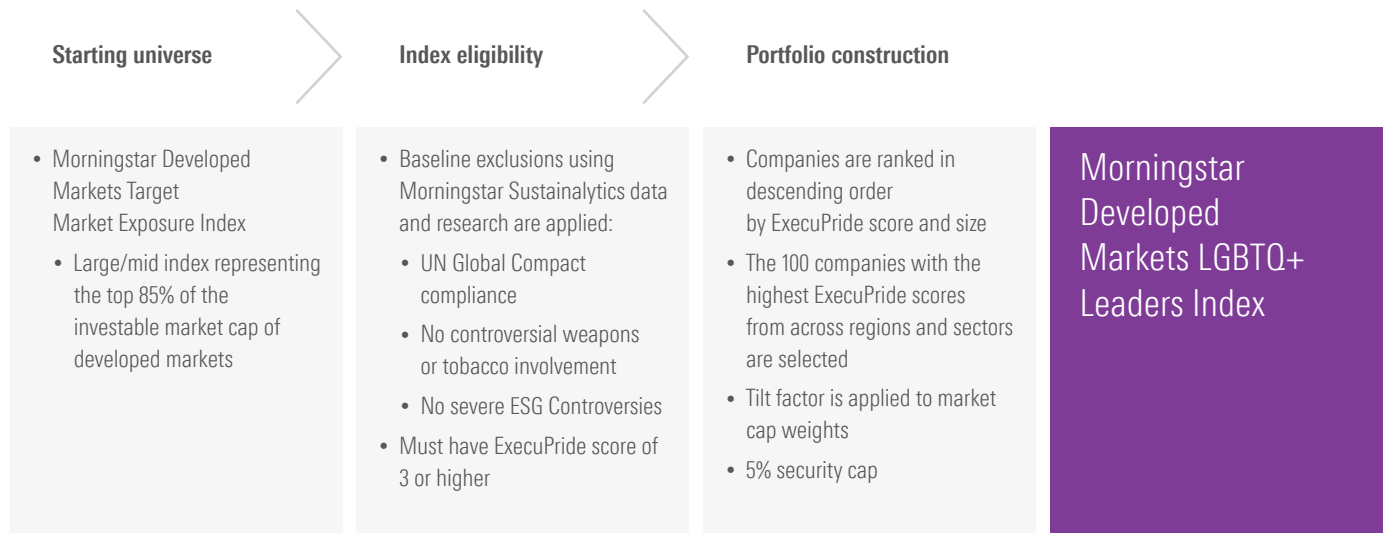 Starting universe
Index eligibility
Portfolio construction
• Morningstar Developed
Markets Target
Market Exposure Index
• Large/mid index representing
the top 85% of the
investable market cap of
developed markets
• Baseline exclusions using
Morningstar Sustainalytics data
and research are applied:
• UN Global Compact
compliance
• No controversial weapons
or tobacco involvement
• No severe ESG Controversies
• Must have ExecuPride score of
3 or higher
• Companies are ranked in
descending order
by ExecuPride score and size
• The 100 companies with the
highest ExecuPride scores
from across regions and sectors
are selected
• Tilt factor is applied to market
cap weights
• 5% security cap
Morningstar
Developed
Markets LGBTQ+
Leaders Index